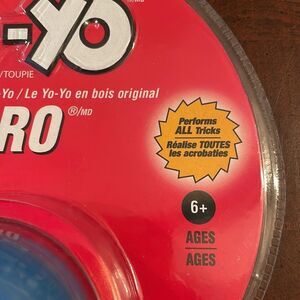 -YO
/TOUPIE
-Yo / Le Yo-Yo en bois original
RO ®/MD
Performs
ALL Tricks
Réalise TOUTES
les acrobaties
6+
AGES
AGES